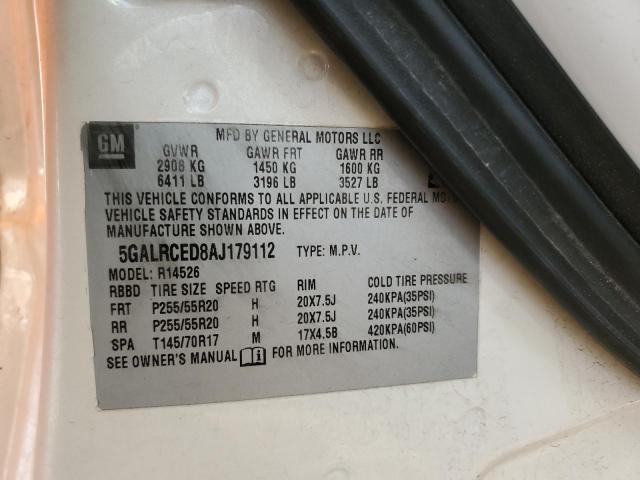 GM
MFD BY GENERAL MOTORS LLC
GVWR GAWR FRT GAWR RR
2908 KG 1450 KG 1600 KG
6411 LB 3196 LB 3527 LB
THIS VEHICLE CONFORMS TO ALL APPLICABLE U.S. FEDERAL
VEHICLE SAFETY STANDARDS IN EFFECT ON THE DATE OF
MANUFACTURE SHOWN ABOVE.
5GALRCED8AJ179112 TYPE: M.P.V.
MODEL: R14526
RBBD TIRE SIZE SPEED RTG RIM COLD TIRE PRESSURE
FRT P255/55R20 H 20X7.5J 240KPA(35PSI)
RR P255/55R20 H 20X7.5J 240KPA(35PSI)
SPA T145/70R17 M 17X4.5B 420KPA(60PSI)
SEE OWNER'S MANUAL FOR MORE INFORMATION.